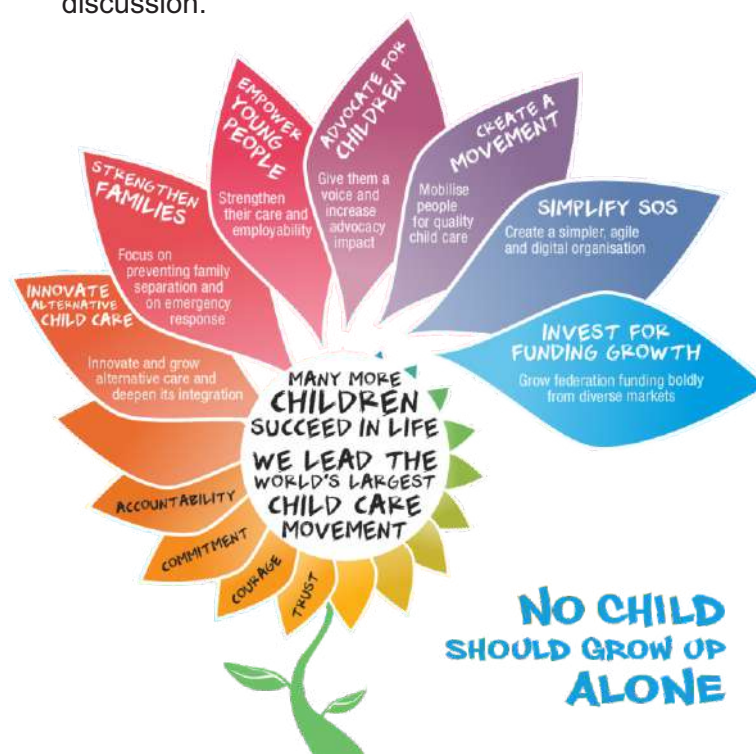 discussion.
INNOVATE
ALTERNATIVE
CHILD CARE
Innovate and grow
alternative care and
deepen its integration
STRENGTHEN
FAMILIES
Focus on
preventing family
separation and
on emergency
response
EMPOWER
YOUNG
PEOPLE
Strengthen
their care and
employability
ADVOCATE FOR
CHILDREN
Give them a
voice and
increase
advocacy
impact
CREATE A
MOVEMENT
Mobilise
people
for quality
child care
SIMPLIFY SOS
Create a simpler, agile
and digital organisation
INVEST FOR
FUNDING GROWTH
Grow federation funding boldly
from diverse markets
MANY MORE
CHILDREN
SUCCEED IN LIFE
WE LEAD THE
WORLD'S LARGEST
CHILD CARE
MOVEMENT
ACCOUNTABILITY
COMMITMENT
COURAGE
TRUST
NO CHILD
SHOULD GROW UP
ALONE